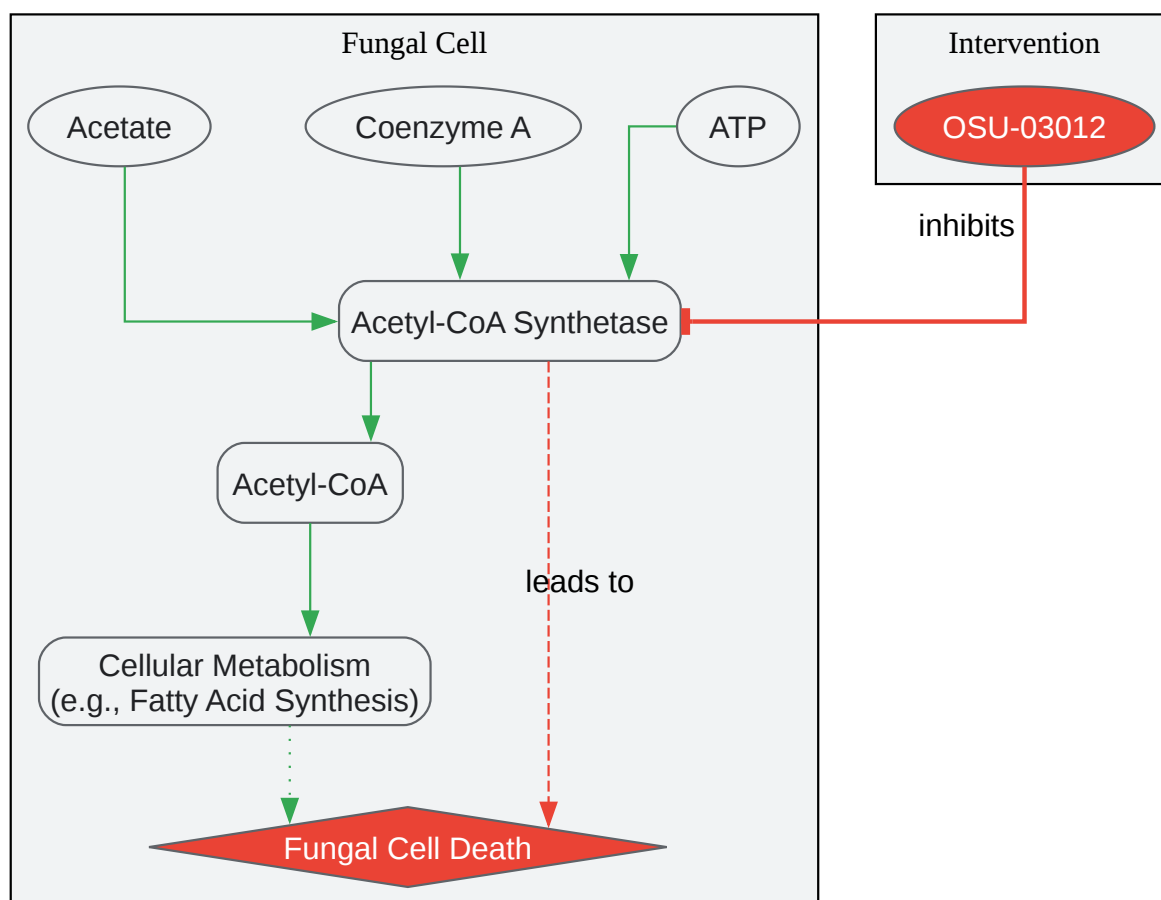 Fungal Cell
Intervention
Acetate
Coenzyme A
ATP
OSU-03012
inhibits
Acetyl-CoA Synthetase
Acetyl-CoA
leads to
Cellular Metabolism
(e.g., Fatty Acid Synthesis)
Fungal Cell Death